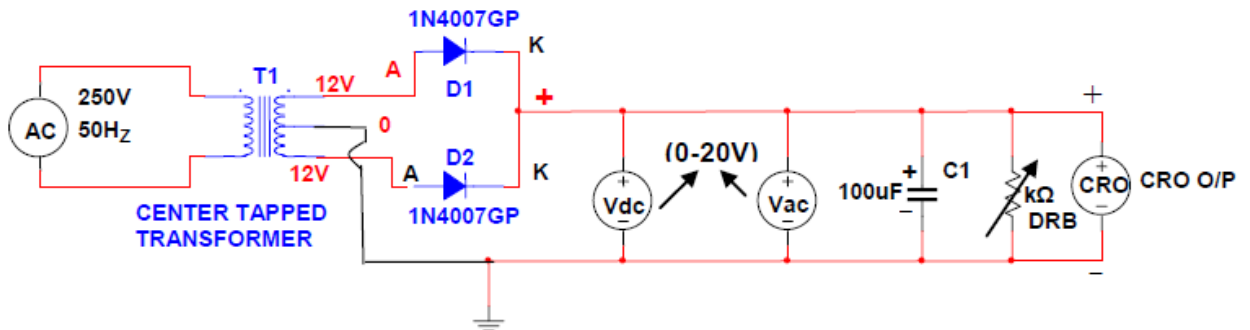 1N4007GP
K
A
D1
T1
12V
250V
50HZ
AC
0
+
+
12V
A
D2
K
1N4007GP
CENTER TAPPED
TRANSFORMER
(0-20V)
+
Vdc
−
+
Vac
−
+
C1
100uF
−
kΩ
DRB
+
CRO
−
CRO O/P
−